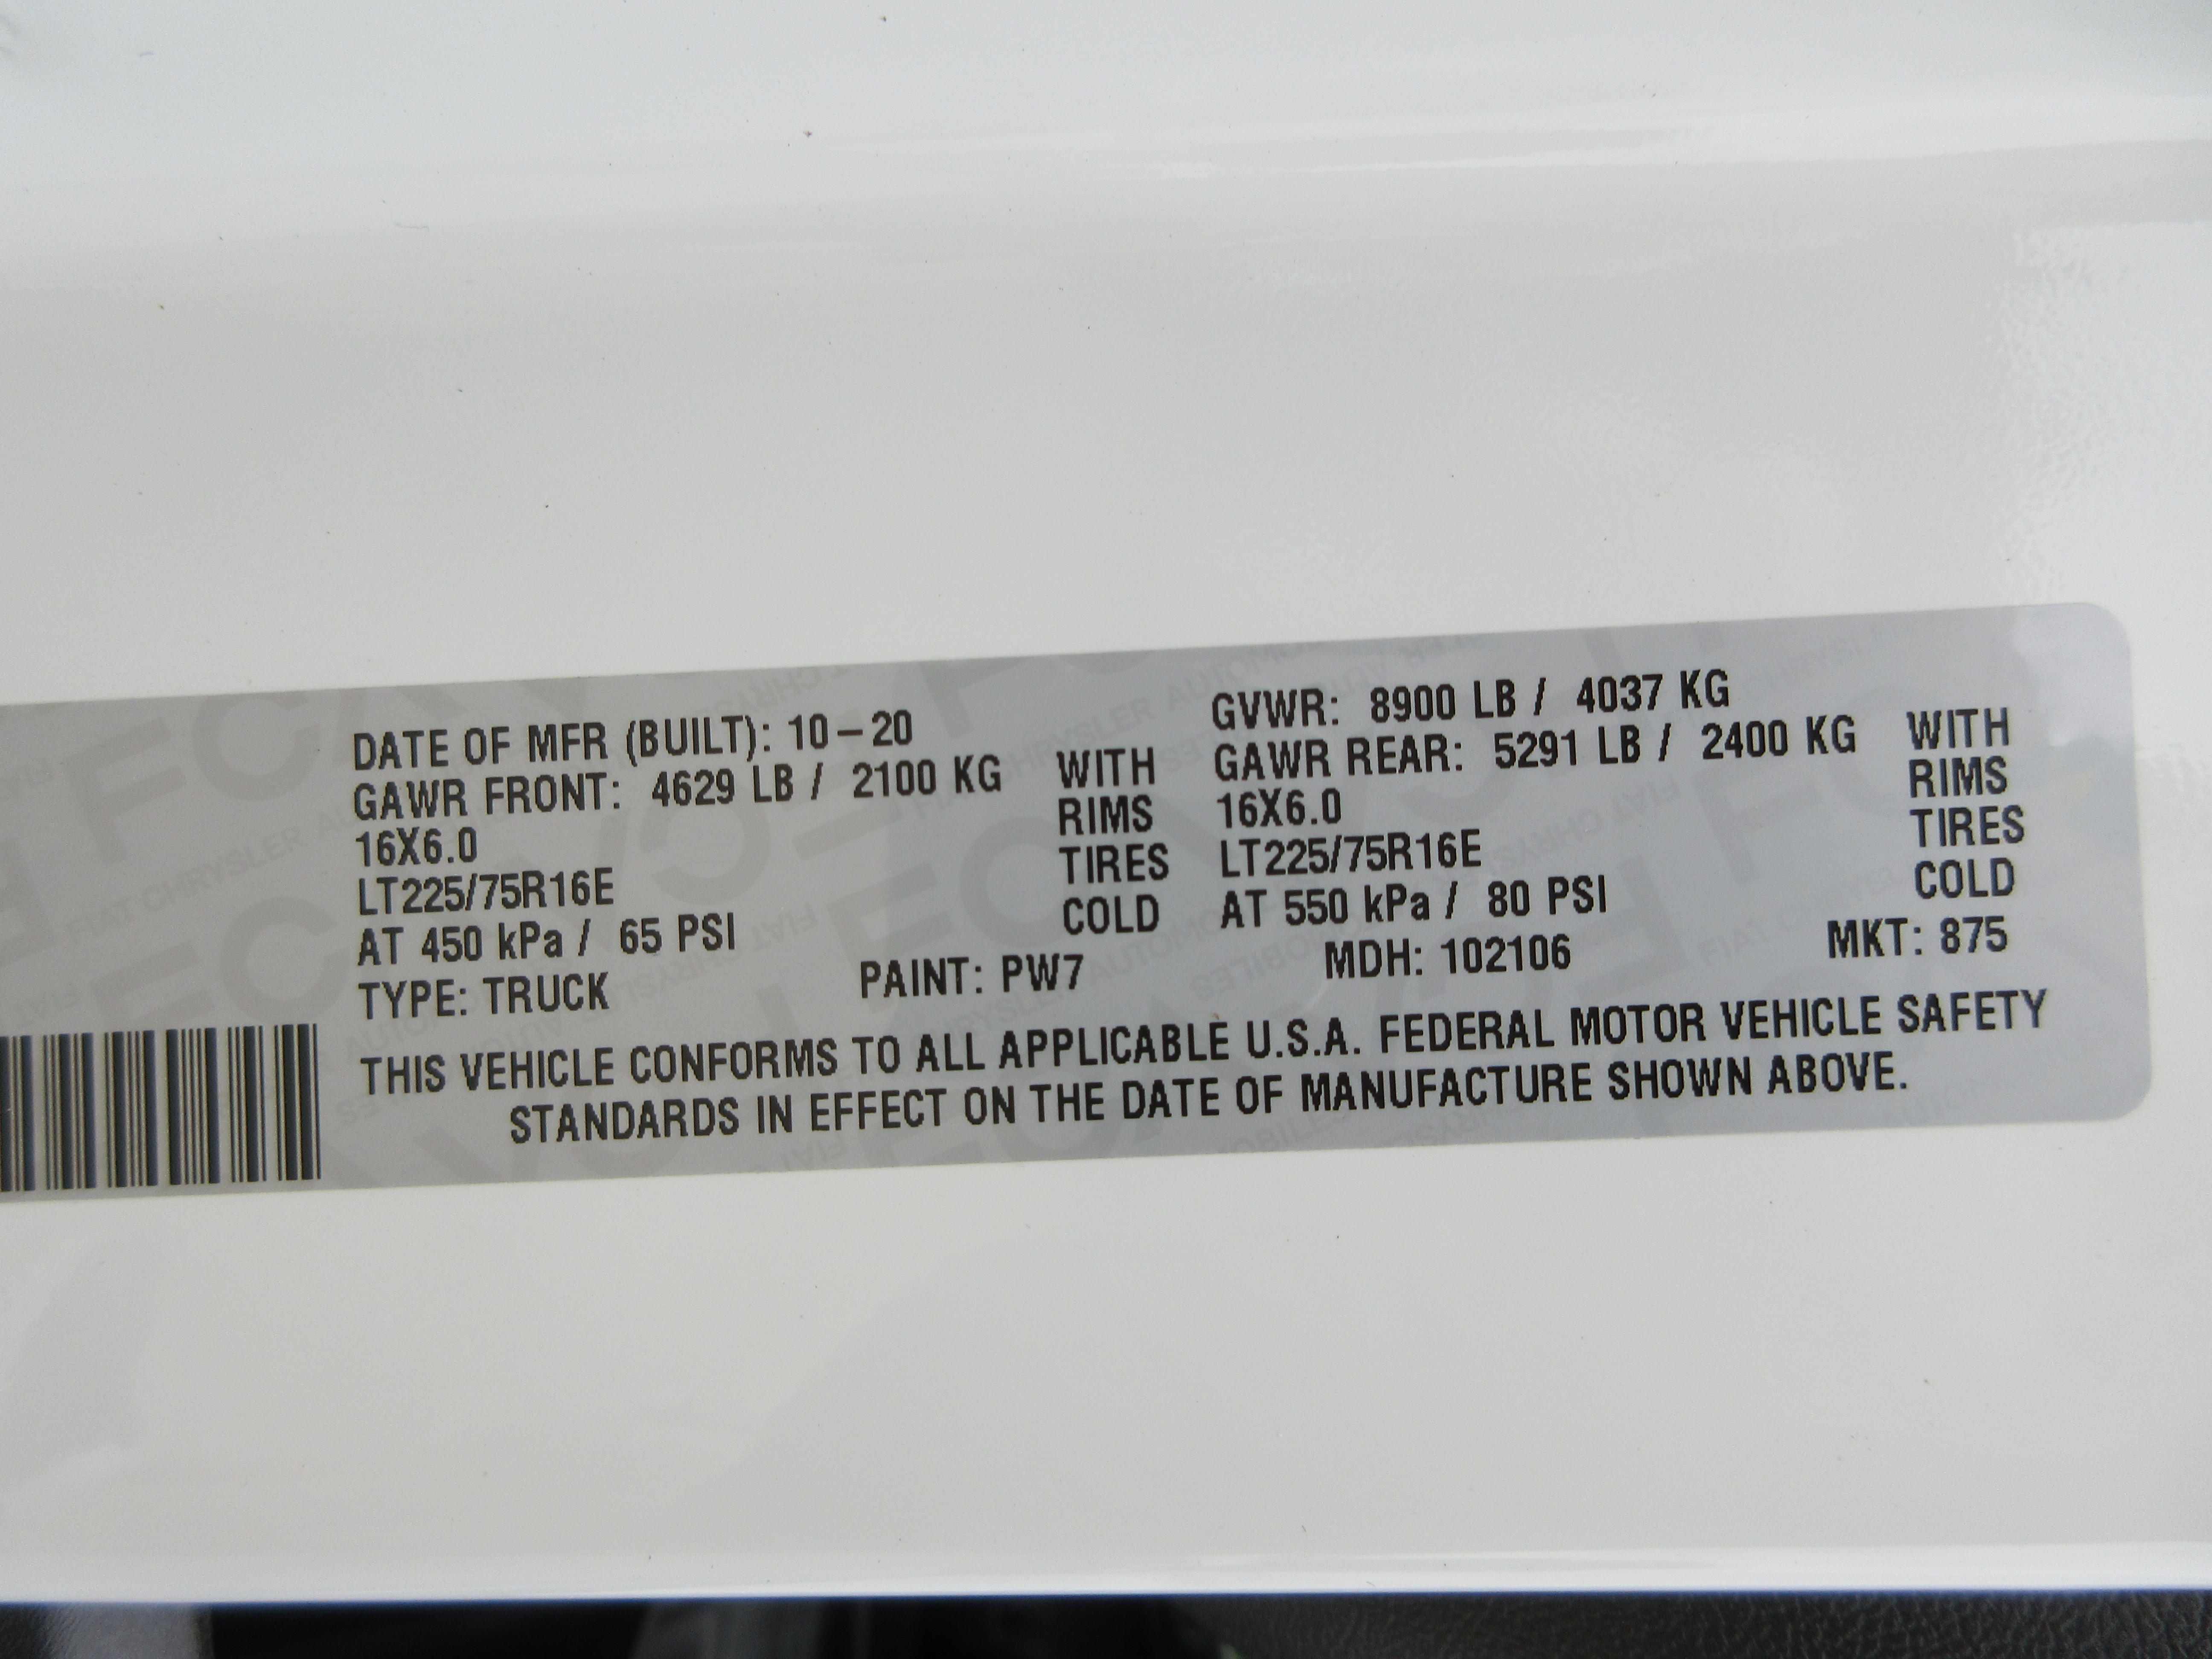 DATE OF MFR (BUILT): 10-20 GVWR: 8900 LB / 4037 KG
GAWR FRONT: 4629 LB / 2100 KG WITH GAWR REAR: 5291 LB / 2400 KG WITH
16X6.0 RIMS 16X6.0 RIMS
LT225/75R16E TIRES LT225/75R16E TIRES
AT 450 kPa / 65 PSI COLD AT 550 kPa / 80 PSI COLD
TYPE: TRUCK PAINT: PW7 MDH: 102106 MKT: 875
THIS VEHICLE CONFORMS TO ALL APPLICABLE U.S.A. FEDERAL MOTOR VEHICLE SAFETY
STANDARDS IN EFFECT ON THE DATE OF MANUFACTURE SHOWN ABOVE.